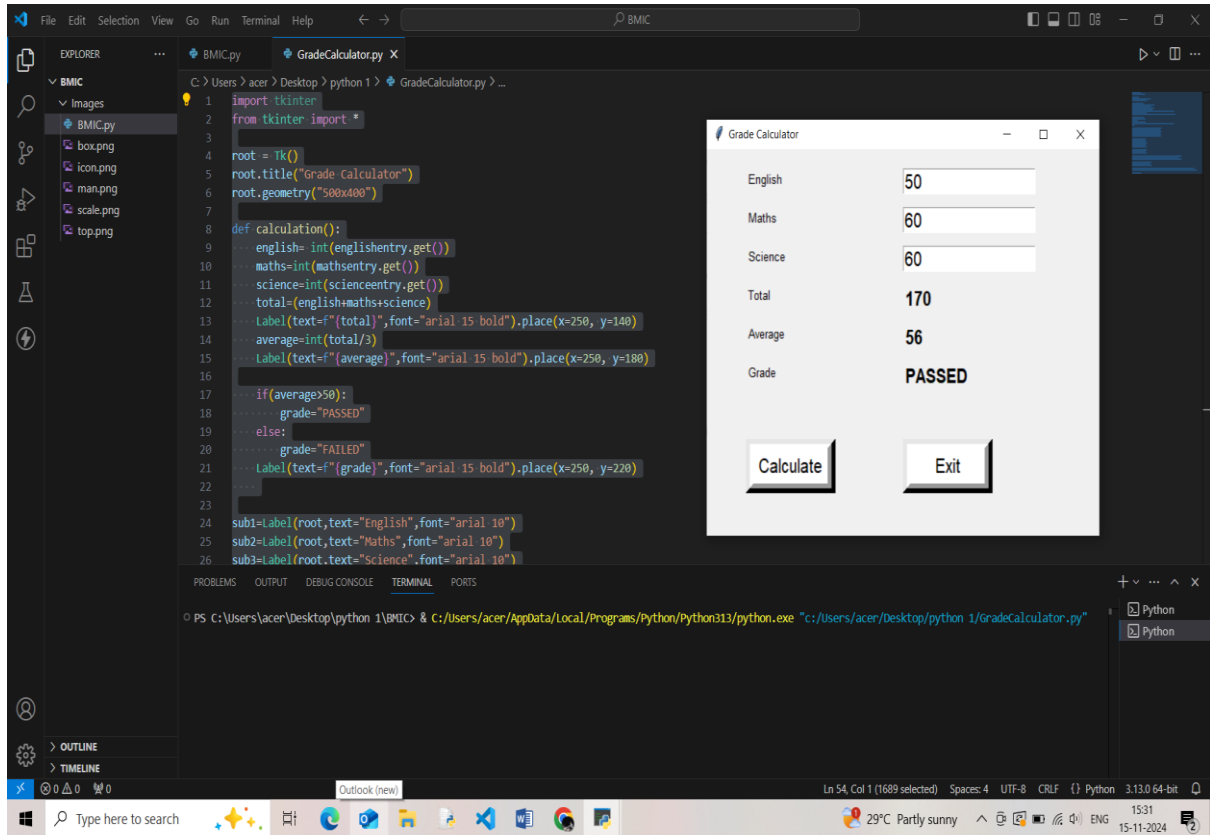 File Edit Selection View Go Run Terminal Help
BMIC
EXPLORER
BMIC
Images
BMIC.py
box.png
icon.png
man.png
scale.png
top.png
OUTLINE
TIMELINE
BMIC.py GradeCalculator.py X
C: > Users > acer > Desktop > python 1 > GradeCalculator.py > ...
1 import tkinter
2 from tkinter import *
3
4 root = Tk()
5 root.title("Grade Calculator")
6 root.geometry("500x400")
7
8 def calculation():
9     english= int(englishentry.get())
10     maths=int(mathsentry.get())
11     science=int(scienceentry.get())
12     total=(english+maths+science)
13     Label(text=f"{total}",font="arial 15 bold").place(x=250, y=140)
14     average=int(total/3)
15     Label(text=f"{average}",font="arial 15 bold").place(x=250, y=180)
16
17     if(average>50):
18         grade="PASSED"
19     else:
20         grade="FAILED"
21     Label(text=f"{grade}",font="arial 15 bold").place(x=250, y=220)
22
23
24 sub1=Label(root,text="English",font="arial 10")
25 sub2=Label(root,text="Maths",font="arial 10")
26 sub3=Label(root,text="Science",font="arial 10")
Grade Calculator
English 50
Maths 60
Science 60
Total 170
Average 56
Grade PASSED
Calculate Exit
PROBLEMS OUTPUT DEBUG CONSOLE TERMINAL PORTS
PS C:\Users\acer\Desktop\python 1\BMIC> & C:/Users/acer/AppData/Local/Programs/Python/Python313/python.exe "c:/Users/acer/Desktop/python 1/GradeCalculator.py"
Python
Python
0 0 0
Outlook (new)
Ln 54, Col 1 (1689 selected) Spaces: 4 UTF-8 CRLF {} Python 3.13.0 64-bit
Type here to search
29°C Partly sunny
ENG
15:31
15-11-2024
2